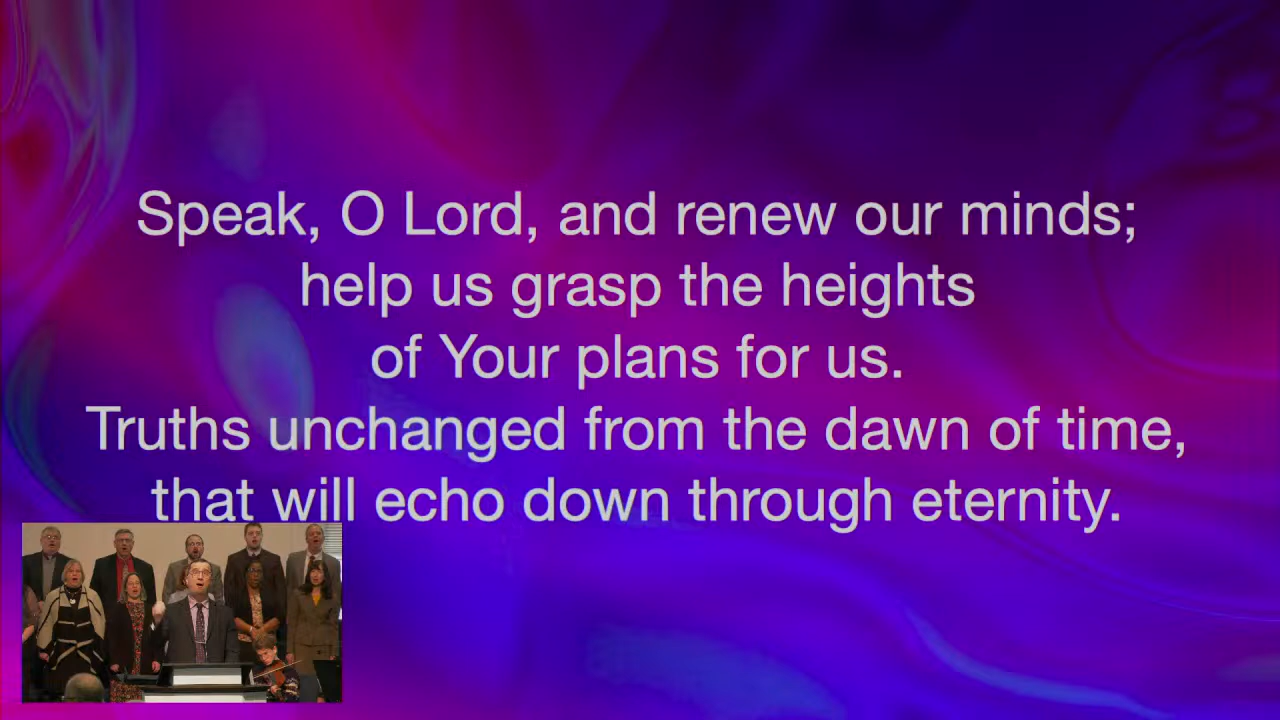 Speak, O Lord, and renew our minds;
help us grasp the heights
of Your plans for us.
Truths unchanged from the dawn of time,
that will echo down through eternity.